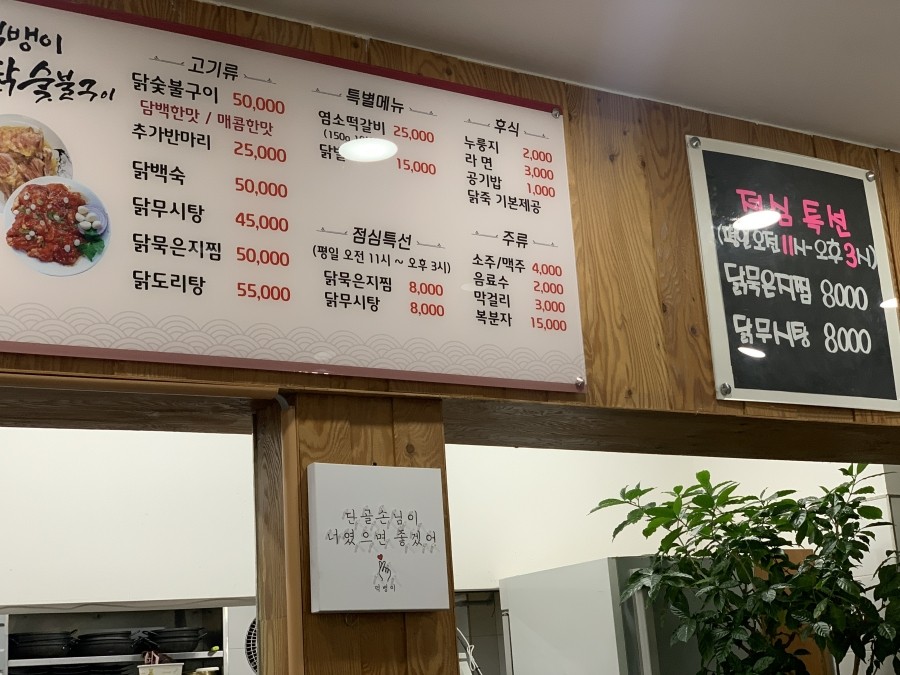 뱅이
닭 숯불구이
고기류
닭숯불구이 50,000
담백한맛 / 매콤한맛
추가반마리 25,000
닭백숙 50,000
닭무시탕 45,000
닭묵은지찜 50,000
닭도리탕 55,000
특별메뉴
염소떡갈비 25,000
(150g
15,000
점심특선
(평일 오전 11시 ~ 오후 3시)
닭묵은지찜 8,000
닭무시탕 8,000
후식
누룽지 2,000
라면 3,000
공기밥 1,000
닭죽 기본제공
주류
소주/맥주 4,000
음료수 2,000
막걸리 3,000
복분자 15,000
점심 특선
(평일 오전 11시~오후 3시)
닭묵은지찜 8000
닭무시탕 8000
단골손님이
너였으면 좋겠어